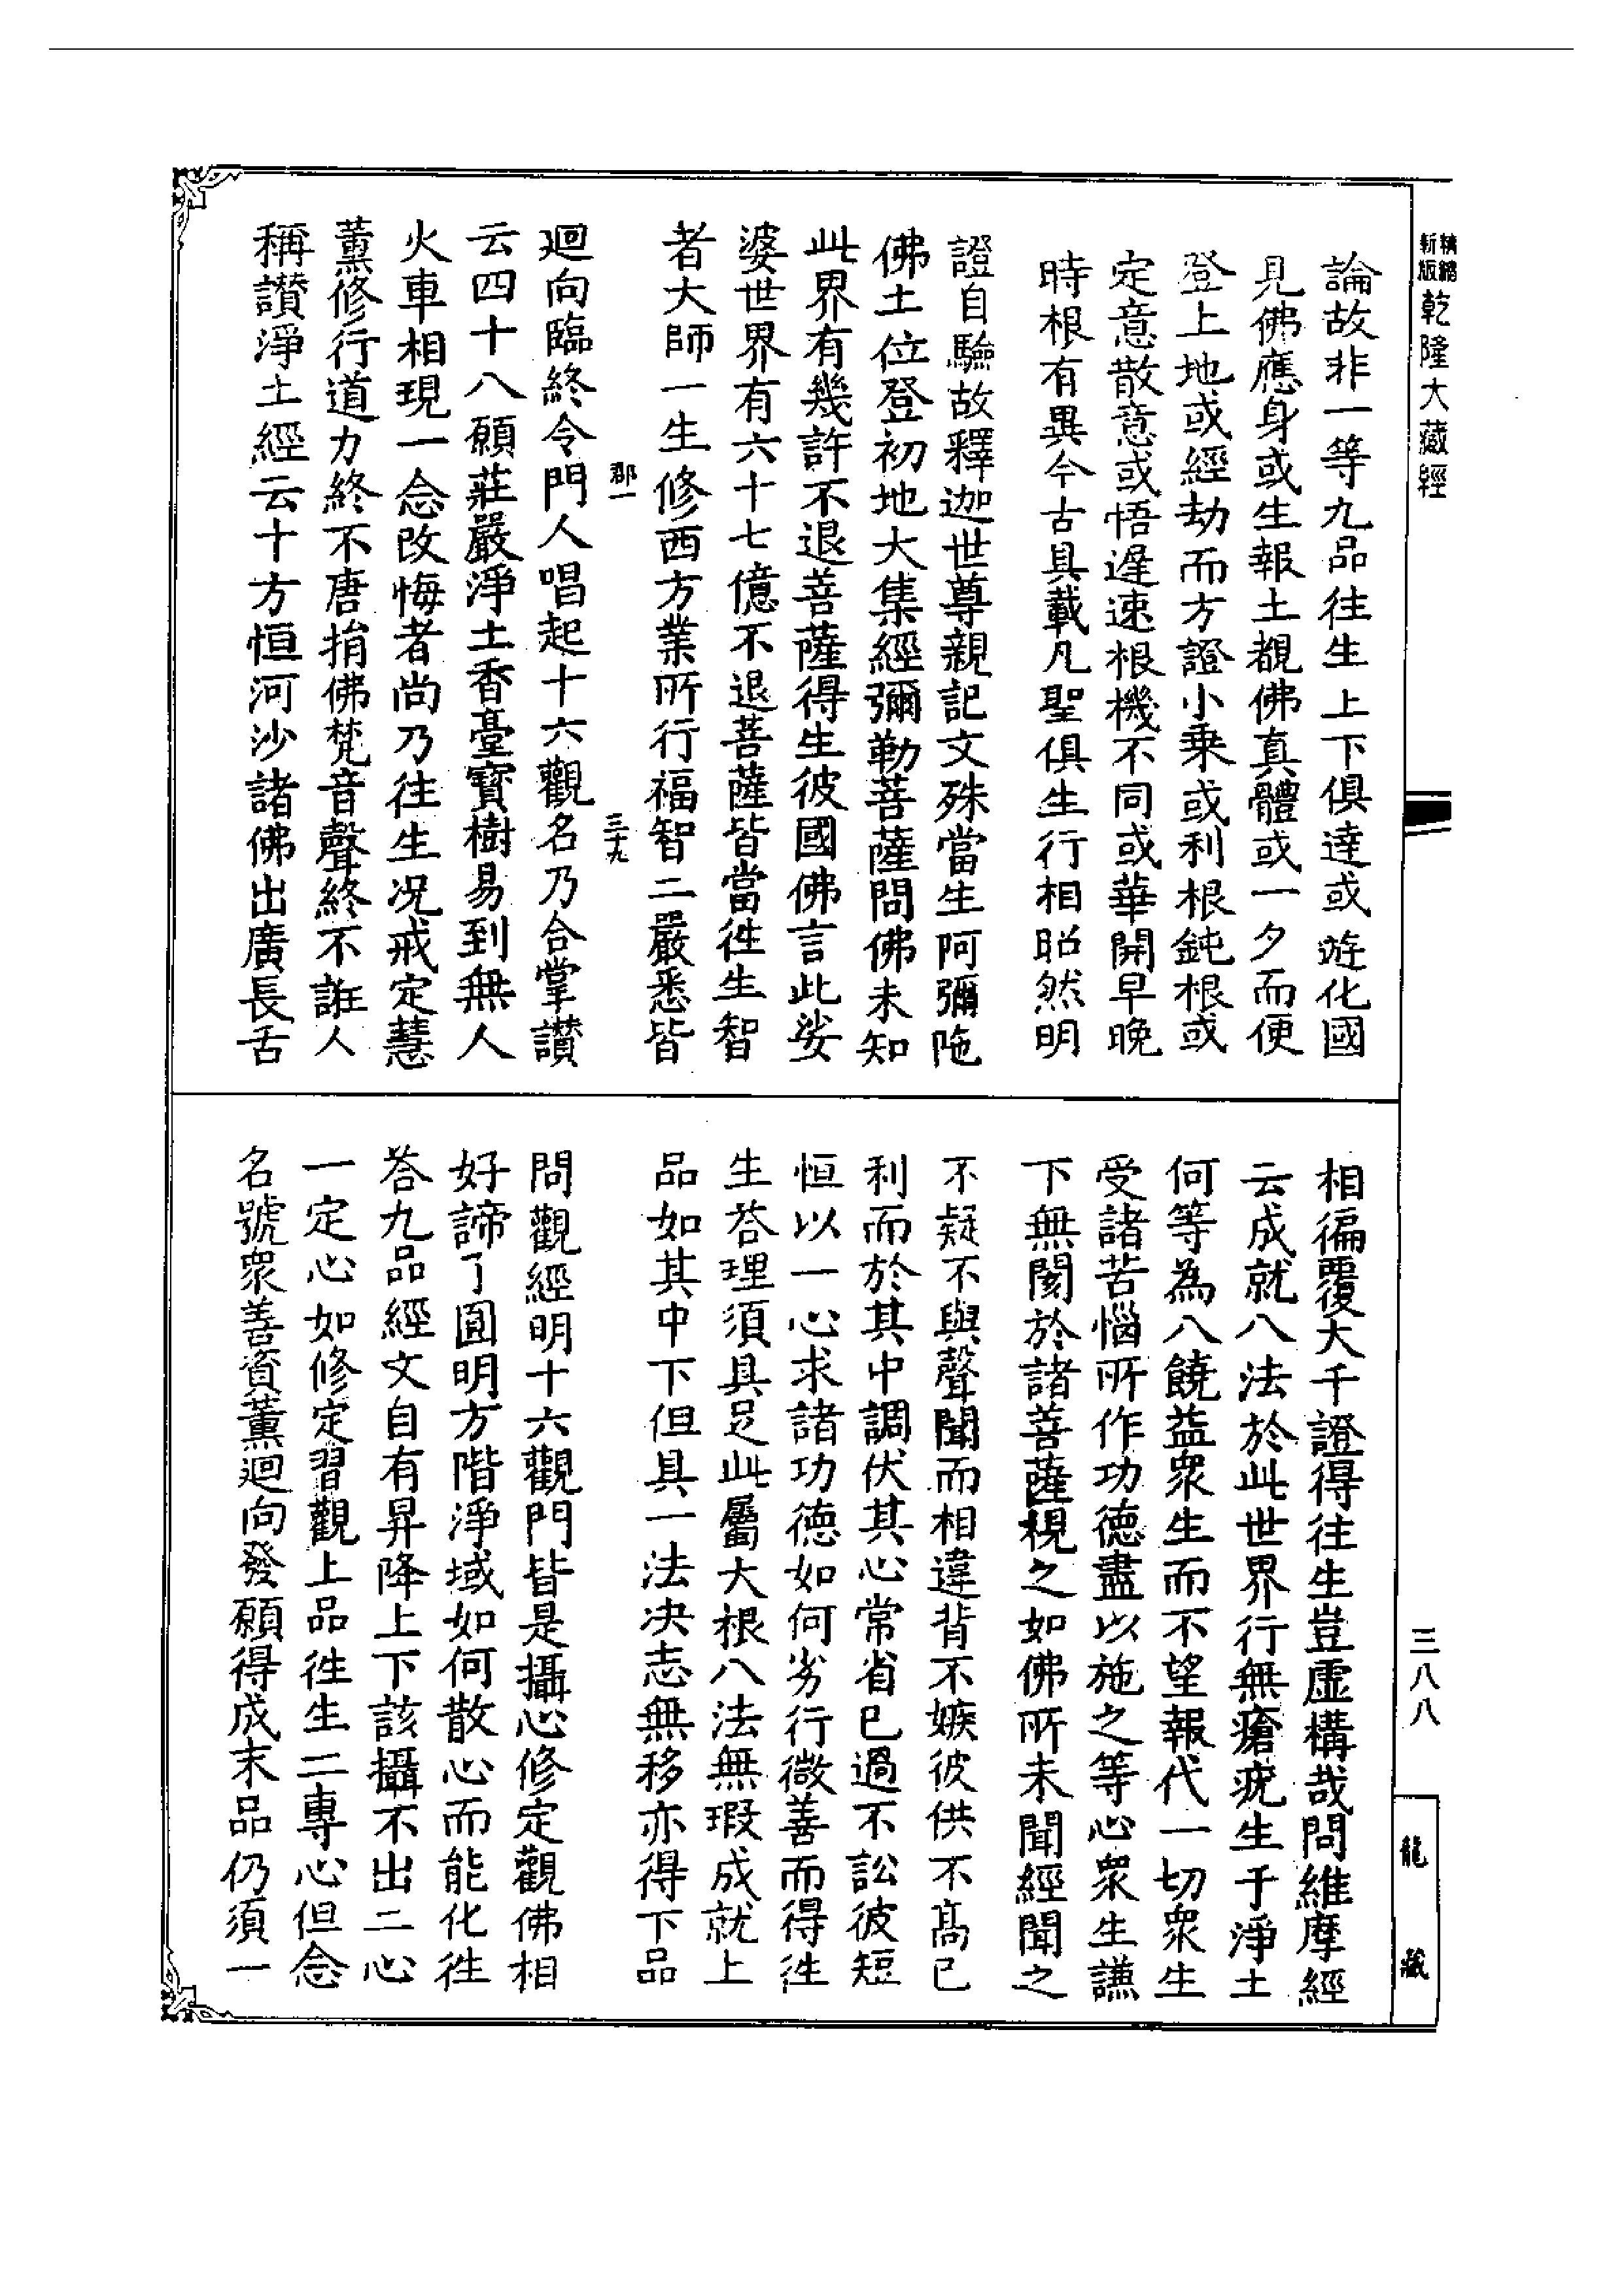 精縮
新版
乾隆大藏經
論故非一等九品往生上下俱達或遊化國
見佛應身或生報土覩佛真體或一夕而便
登上地或經劫而方證小乘或利根鈍根或
定意散意或悟遲速根機不同或華開早晚
時根有異今古具載凡聖俱生行相昭然明
證自驗故釋迦世尊親記文殊當生阿彌陁
佛土位登初地大集經彌勒菩薩問佛未知
此界有幾許不退菩薩得生彼國佛言此娑
婆世界有六十七億不退菩薩皆當徃生智
者大師一生修西方業所行福智二嚴悉皆
郡一
三十九
迴向臨終令門人唱起十六觀名乃合掌讚
云四十八願莊嚴淨土香臺寶樹易到無人
火車相現一念改悔者尚乃往生況戒定慧
薰修行道力終不唐捐佛梵音聲終不誑人
稱讚淨土經云十方恒河沙諸佛出廣長舌
相徧覆大千證得往生豈虛構哉問維摩經
云成就八法於此世界行無瘡疣生于淨土
何等為八饒益眾生而不望報代一切眾生
受諸苦惱所作功德盡以施之等心眾生謙
下無閡於諸菩薩視之如佛所未聞經聞之
不疑不與聲聞而相違背不嫉彼供不高己
利而於其中調伏其心常省己過不訟彼短
恒以一心求諸功德如何劣行微善而得徃
生荅理須具足此屬大根八法無瑕成就上
品如其中下但具一法决志無移亦得下品
問觀經明十六觀門皆是攝心修定觀佛相
好諦了圓明方階淨域如何散心而能化徃
荅九品經文自有昇降上下該攝不出二心
一定心如修定習觀上品徃生二專心但念
名號眾善資薰迴向發願得成末品仍須一
三八八
龍藏